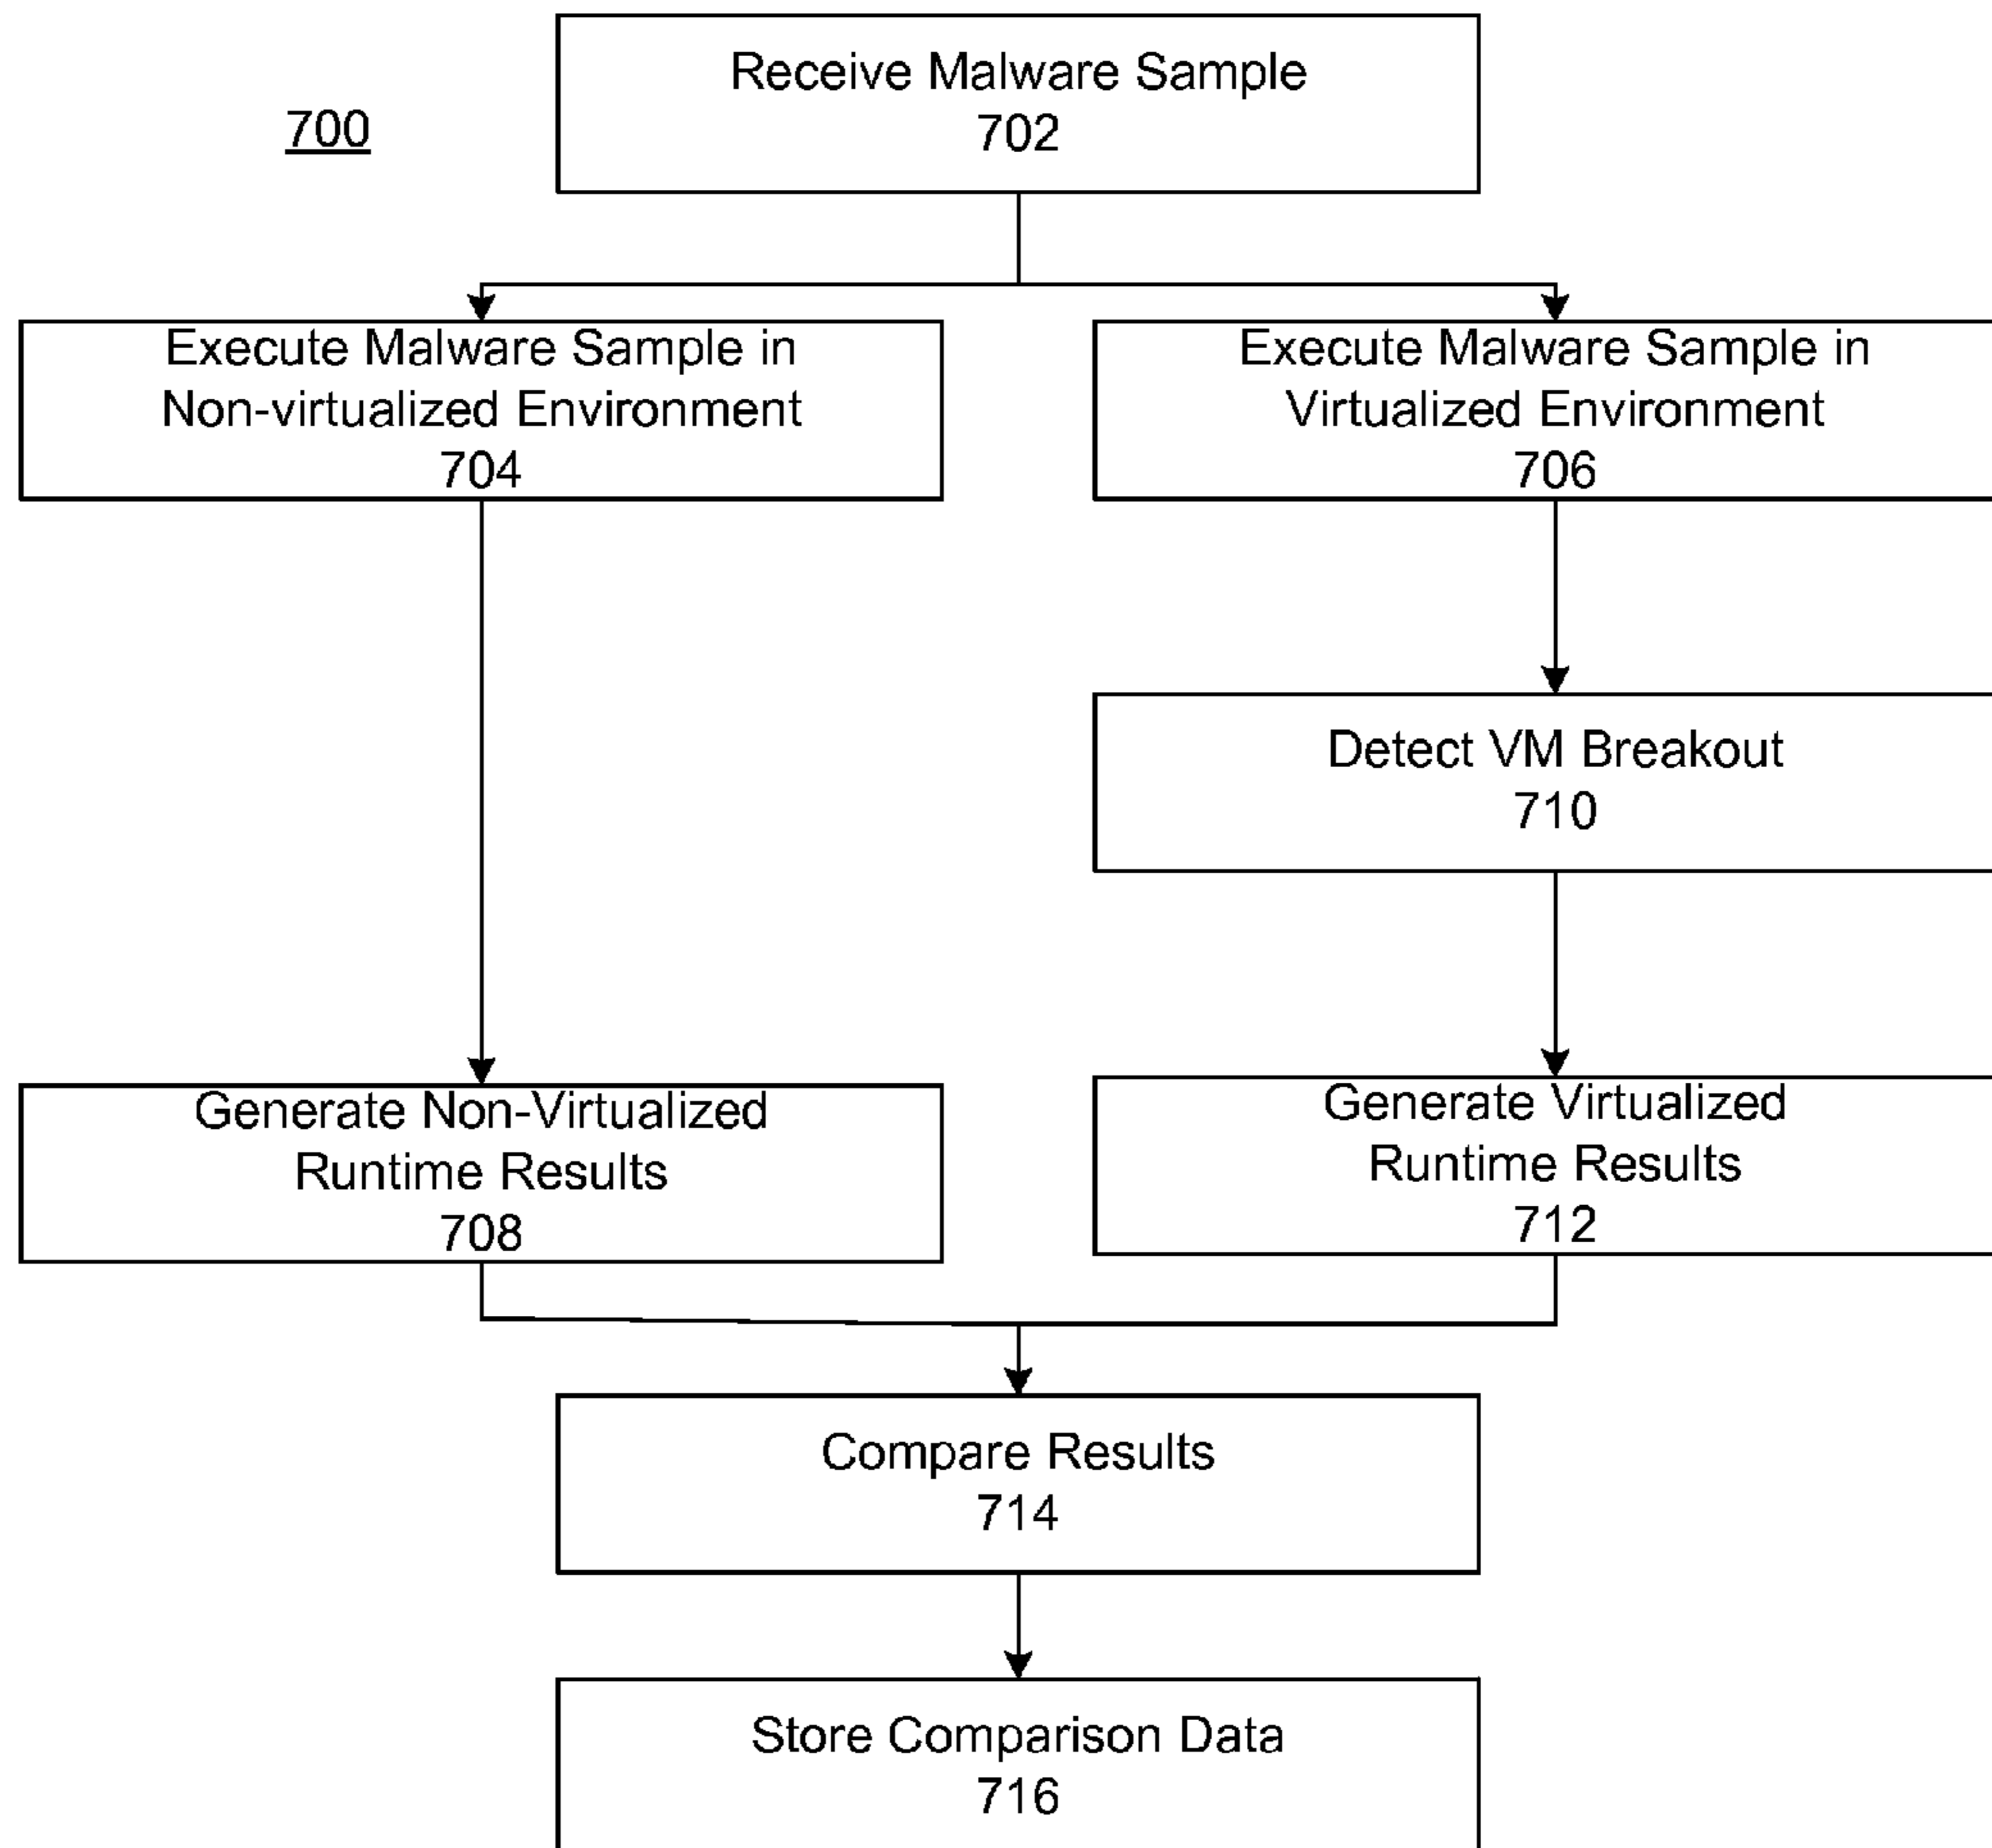 Receive Malware Sample
702
700
Execute Malware Sample in
Non-virtualized Environment
704
Execute Malware Sample in
Virtualized Environment
706
Detect VM Breakout
710
Generate Non-Virtualized
Runtime Results
708
Generate Virtualized
Runtime Results
712
Compare Results
714
Store Comparison Data
716